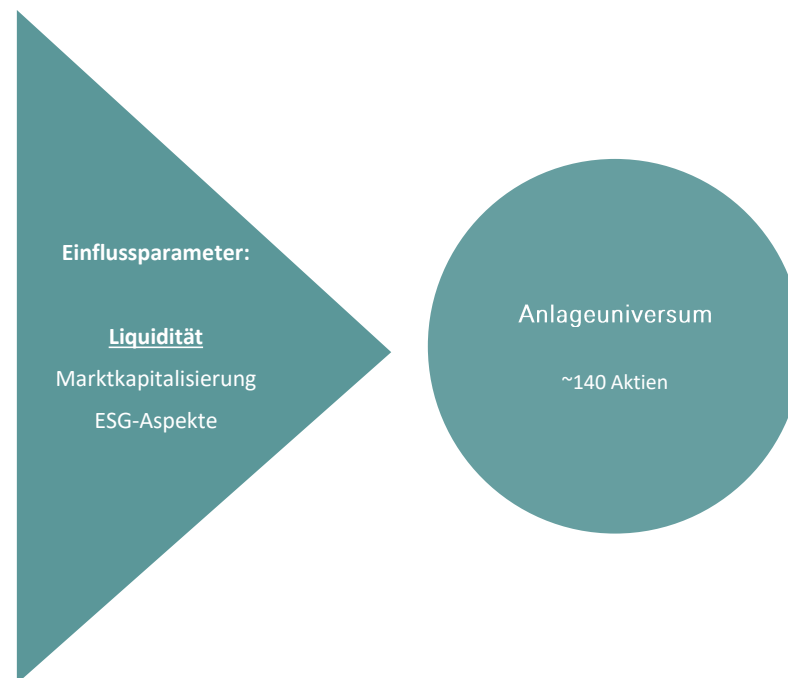 Einflussparameter:
Liquidität
Marktkapitalisierung
ESG-Aspekte
Anlageuniversum
~140 Aktien